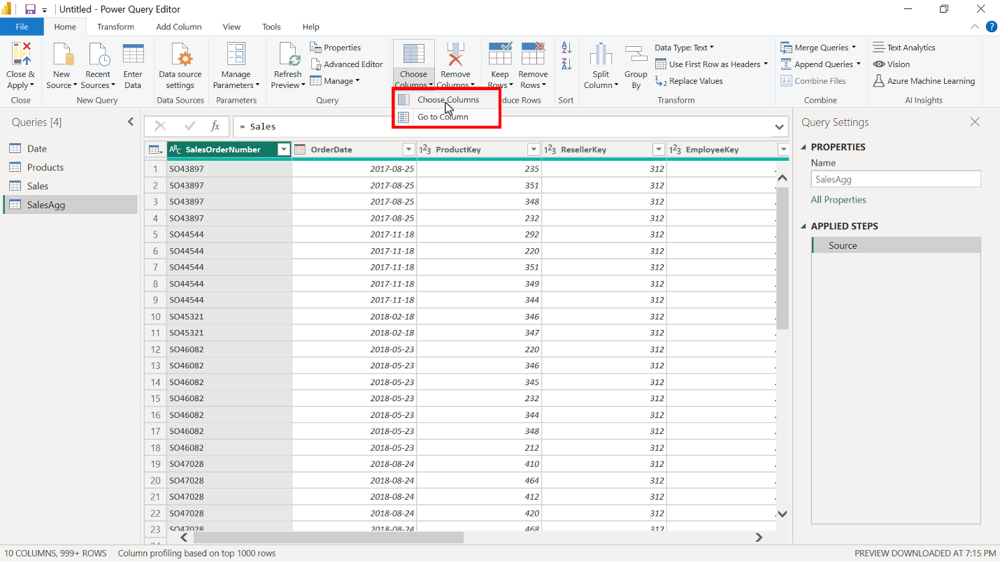 Untitled - Power Query Editor
File Home Transform Add Column View Tools Help
Close & Apply
New Source
Recent Sources
Enter Data
Data source settings
Manage Parameters
Refresh Preview
Properties
Advanced Editor
Manage
Choose Columns
Remove Columns
Keep Rows
Remove Rows
Split Column
Group By
Data Type: Text
Use First Row as Headers
Replace Values
Merge Queries
Append Queries
Combine Files
Text Analytics
Vision
Azure Machine Learning
Close New Query Data Sources Parameters Query Sort Transform Combine AI Insights
Choose Columns
Go to Column
Queries [4]
Date
Products
Sales
SalesAgg
fx = Sales
ABC SalesOrderNumber OrderDate 123 ProductKey 123 ResellerKey 123 EmployeeKey
1 SO43897 2017-08-25 235 312
2 SO43897 2017-08-25 351 312
3 SO43897 2017-08-25 348 312
4 SO43897 2017-08-25 232 312
5 SO44544 2017-11-18 292 312
6 SO44544 2017-11-18 220 312
7 SO44544 2017-11-18 351 312
8 SO44544 2017-11-18 349 312
9 SO44544 2017-11-18 344 312
10 SO45321 2018-02-18 346 312
11 SO45321 2018-02-18 347 312
12 SO46082 2018-05-23 220 312
13 SO46082 2018-05-23 346 312
14 SO46082 2018-05-23 345 312
15 SO46082 2018-05-23 232 312
16 SO46082 2018-05-23 344 312
17 SO46082 2018-05-23 348 312
18 SO46082 2018-05-23 212 312
19 SO47028 2018-08-24 410 312
20 SO47028 2018-08-24 464 312
21 SO47028 2018-08-24 412 312
22 SO47028 2018-08-24 420 312
23 SO47028 2018-08-24 468 312
Query Settings
PROPERTIES
Name
SalesAgg
All Properties
APPLIED STEPS
Source
10 COLUMNS, 999+ ROWS Column profiling based on top 1000 rows
PREVIEW DOWNLOADED AT 7:15 PM